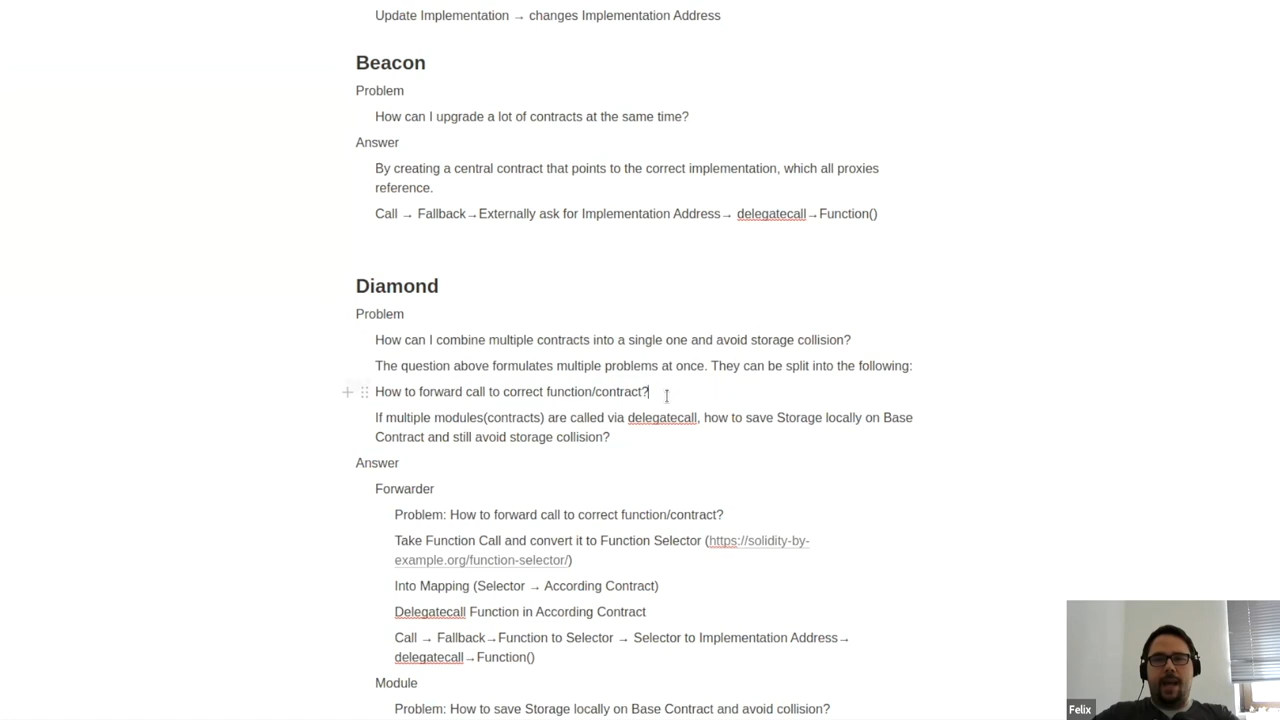 Update Implementation → changes Implementation Address
Beacon
Problem
How can I upgrade a lot of contracts at the same time?
Answer
By creating a central contract that points to the correct implementation, which all proxies
reference.
Call → Fallback→Externally ask for Implementation Address→ delegatecall→Function()
Diamond
Problem
How can I combine multiple contracts into a single one and avoid storage collision?
The question above formulates multiple problems at once. They can be split into the following:
How to forward call to correct function/contract?
If multiple modules(contracts) are called via delegatecall, how to save Storage locally on Base
Contract and still avoid storage collision?
Answer
Forwarder
Problem: How to forward call to correct function/contract?
Take Function Call and convert it to Function Selector (https://solidity-by-
example.org/function-selector/)
Into Mapping (Selector → According Contract)
Delegatecall Function in According Contract
Call → Fallback→Function to Selector → Selector to Implementation Address→
delegatecall→Function()
Module
Problem: How to save Storage locally on Base Contract and avoid collision?
Felix